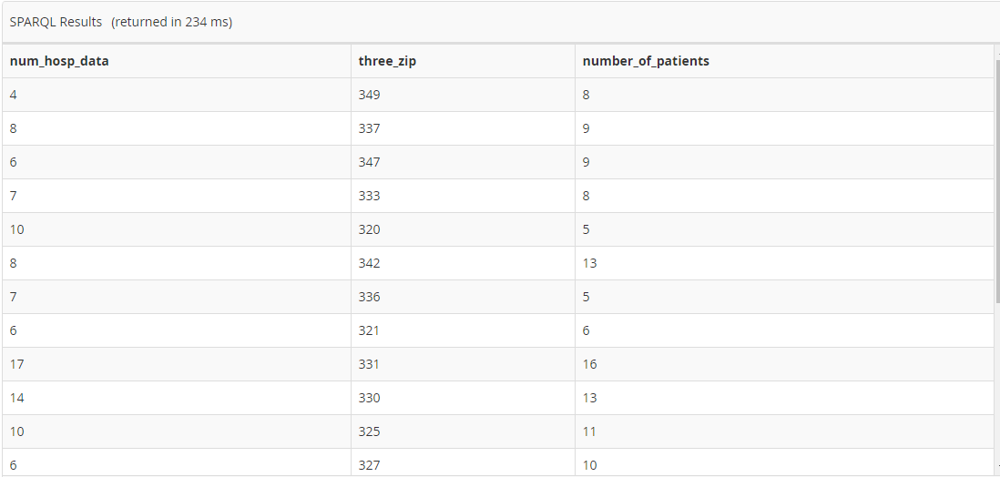 SPARQL Results (returned in 234 ms)
num_hosp_data three_zip number_of_patients
4 349 8
8 337 9
6 347 9
7 333 8
10 320 5
8 342 13
7 336 5
6 321 6
17 331 16
14 330 13
10 325 11
6 327 10